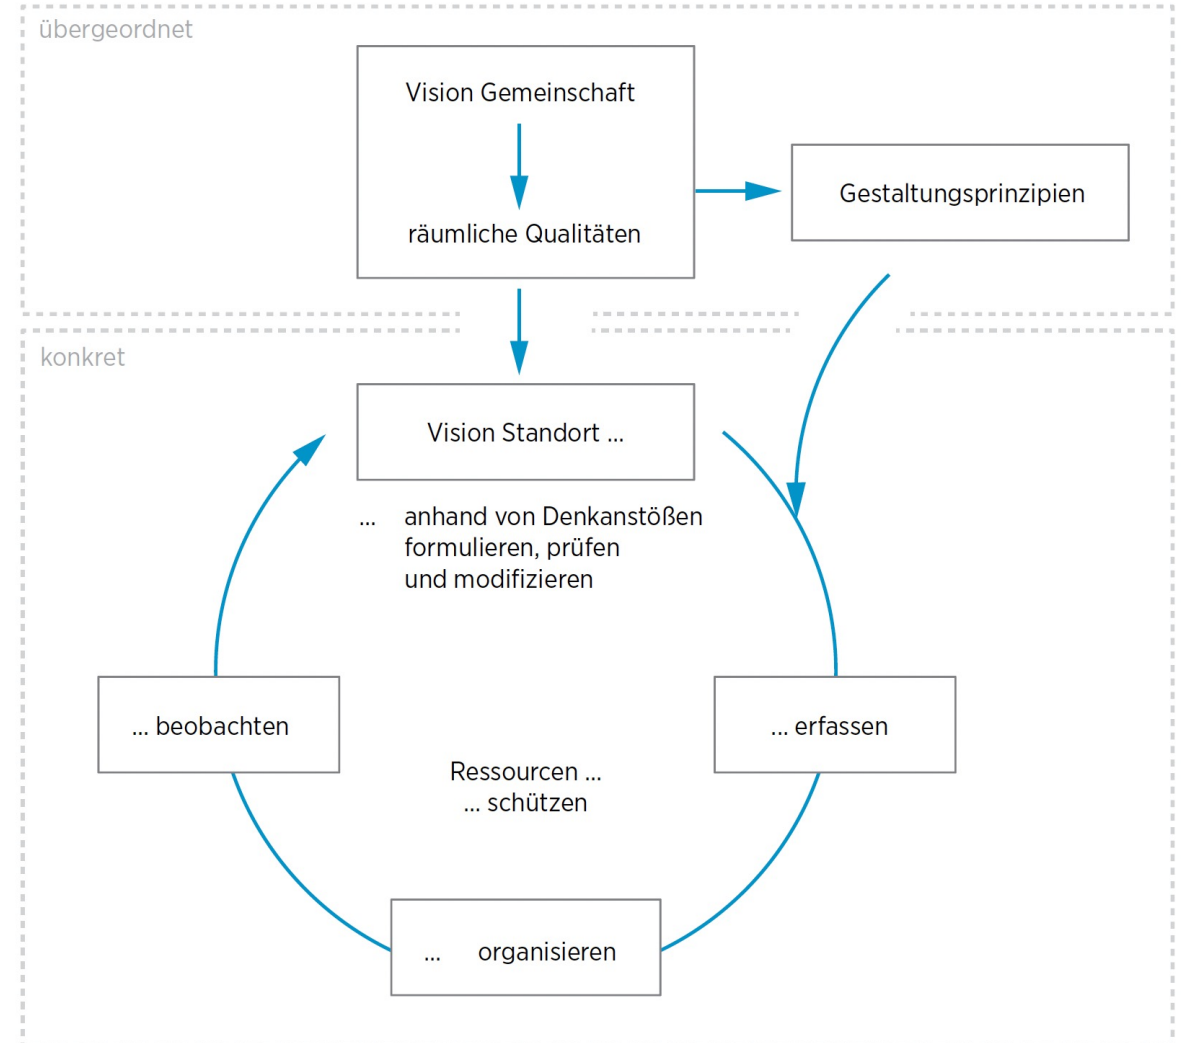 übergeordnet
Vision Gemeinschaft
räumliche Qualitäten
Gestaltungsprinzipien
konkret
Vision Standort ...
... anhand von Denkanstößen
formulieren, prüfen
und modifizieren
... beobachten
... erfassen
Ressourcen ...
... schützen
... organisieren